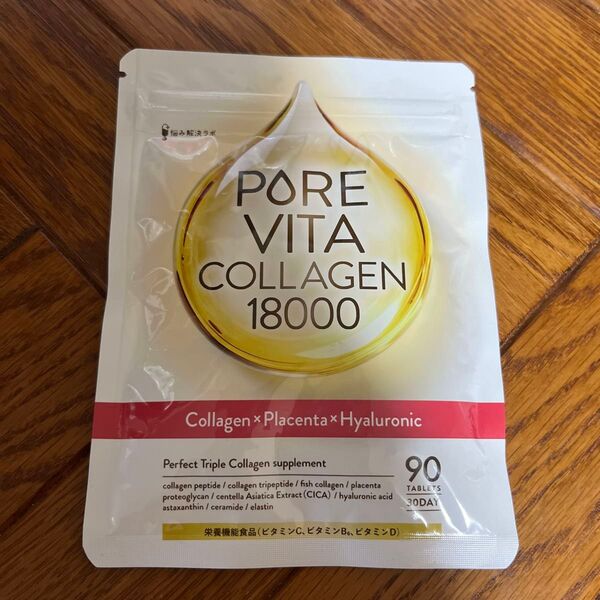 悩み解決ラボ
PORE
VITA
COLLAGEN
18000
Collagen×Placenta×Hyaluronic
Perfect Triple Collagen supplement
collagen peptide / collagen tripeptide / fish collagen / placenta
proteoglycan / centella Asiatica Extract (CICA) / hyaluronic acid
astaxanthin / ceramide / elastin
90
TABLETS
30DAY
栄養機能食品(ビタミンC、ビタミンB₆、ビタミンD)